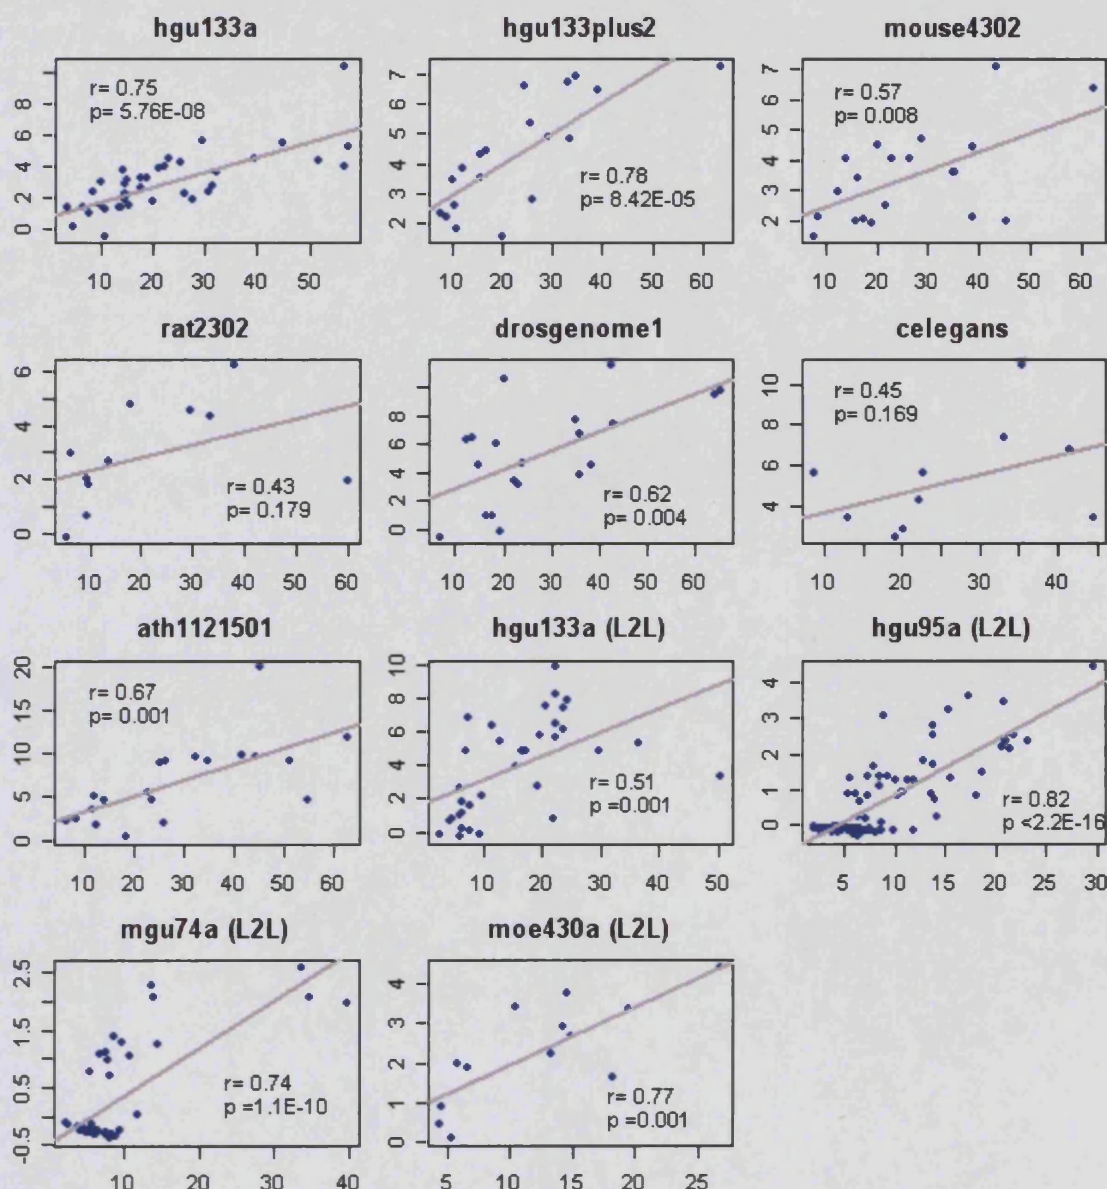 hgu133a
hgu133plus2
mouse4302
r= 0.75
p= 5.76E-08
r= 0.78
p= 8.42E-05
r= 0.57
p= 0.008
0 2 4 6 8
10 20 30 40 50
2 3 4 5 6 7
10 20 30 40 50 60
2 3 4 5 6 7
10 20 30 40 50 60
rat2302
drosgenome1
celegans
r= 0.43
p= 0.179
r= 0.62
p= 0.004
r= 0.45
p= 0.169
0 2 4 6
10 20 30 40 50 60
0 2 4 6 8
10 20 30 40 50 60
4 6 8 10
10 20 30 40
ath1121501
hgu133a (L2L)
hgu95a (L2L)
r= 0.67
p= 0.001
r= 0.51
p =0.001
r= 0.82
p <2.2E-16
0 5 10 15 20
10 20 30 40 50 60
0 2 4 6 8 10
10 20 30 40 50
0 1 2 3 4
5 10 15 20 25 30
mgu74a (L2L)
moe430a (L2L)
r= 0.74
p =1.1E-10
r= 0.77
p =0.001
-0.5 0.5 1.5 2.5
10 20 30 40
0 1 2 3 4
5 10 15 20 25